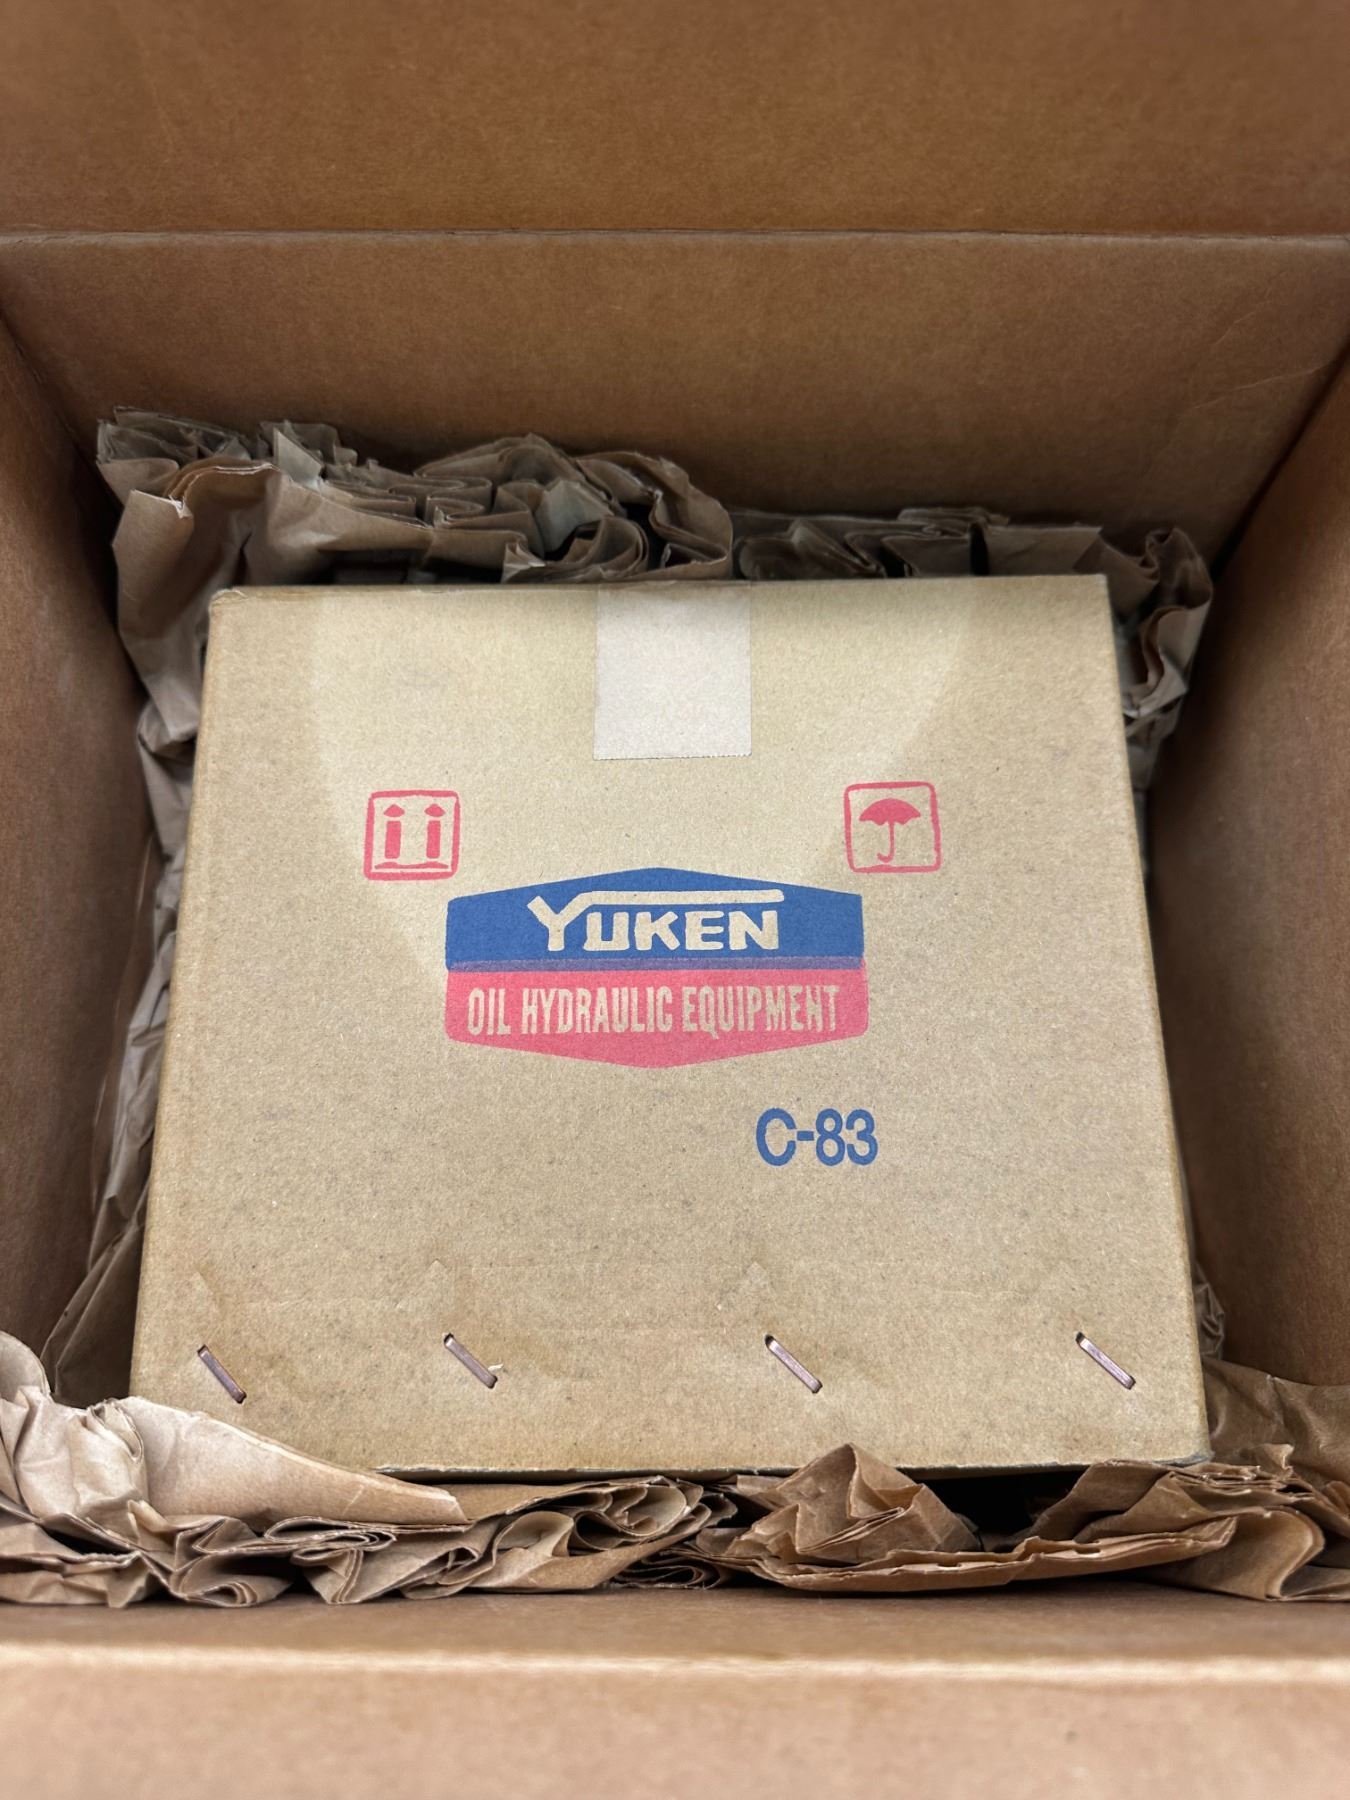 YUKEN
OIL HYDRAULIC EQUIPMENT
C-83